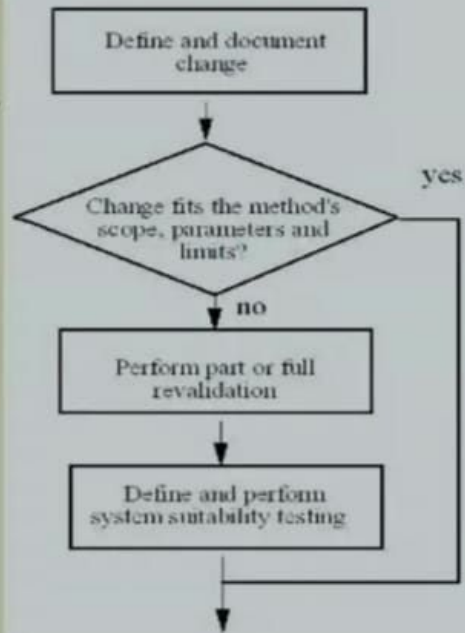 Define and document
change
yes
Change fits the method's
scope, parameters and
limits?
no
Perform part or full
revalidation
Define and perform
system suitability testing